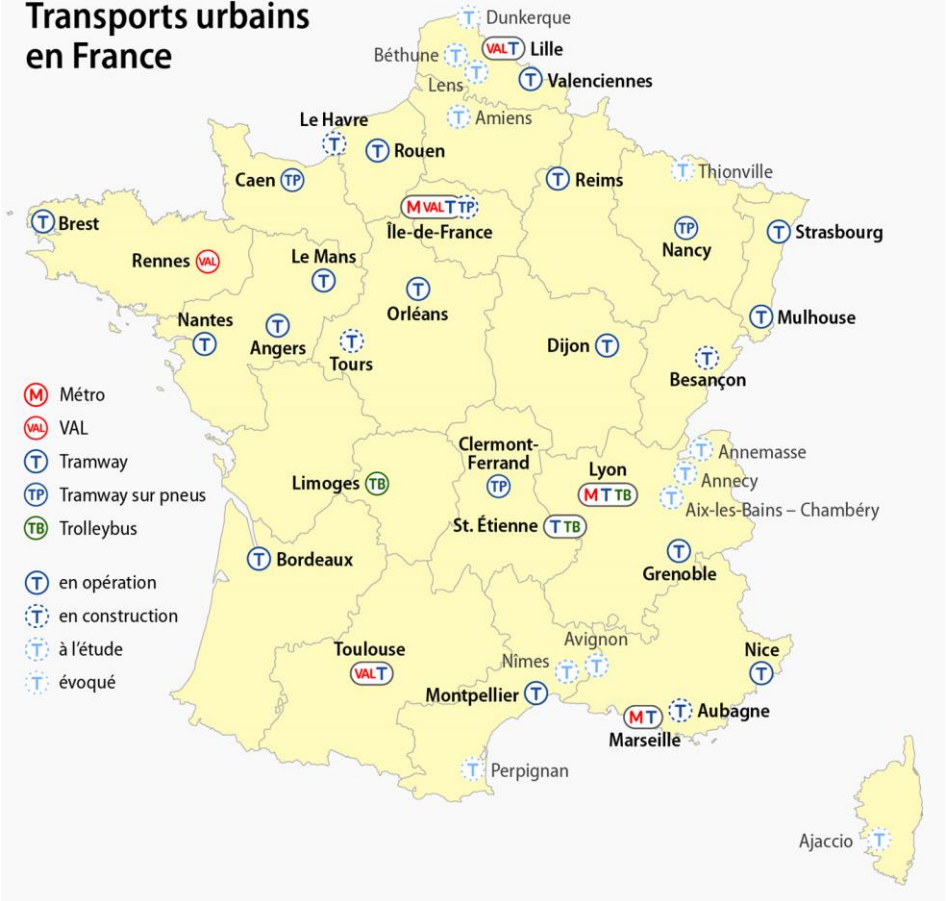 Transports urbains
en France
Dunkerque
T
Béthune
T
VAL T
Lille
Lens
T
T
Valenciennes
T
Amiens
Le Havre
T
T
Rouen
Caen
TP
T
Reims
T
Thionville
M VAL T TP
Île-de-France
T
Brest
TP
Nancy
T
Strasbourg
Rennes
VAL
Le Mans
T
T
Orléans
Nantes
T
T
Angers
T
Tours
Dijon
T
T
Mulhouse
T
Besançon
M
Métro
VAL
VAL
T
Tramway
TP
Tramway sur pneus
TB
Trolleybus
T
en opération
T
en construction
T
à l'étude
T
évoqué
Limoges
TB
Clermont-
Ferrand
TP
Lyon
M T TB
T
Annemasse
T
Annecy
T
Aix-les-Bains – Chambéry
St. Étienne
T TB
T
Bordeaux
T
Grenoble
Toulouse
VAL T
Avignon
T
Nîmes
T
Nice
T
Montpellier
T
M T
Marseille
T
Aubagne
T
Perpignan
Ajaccio
T